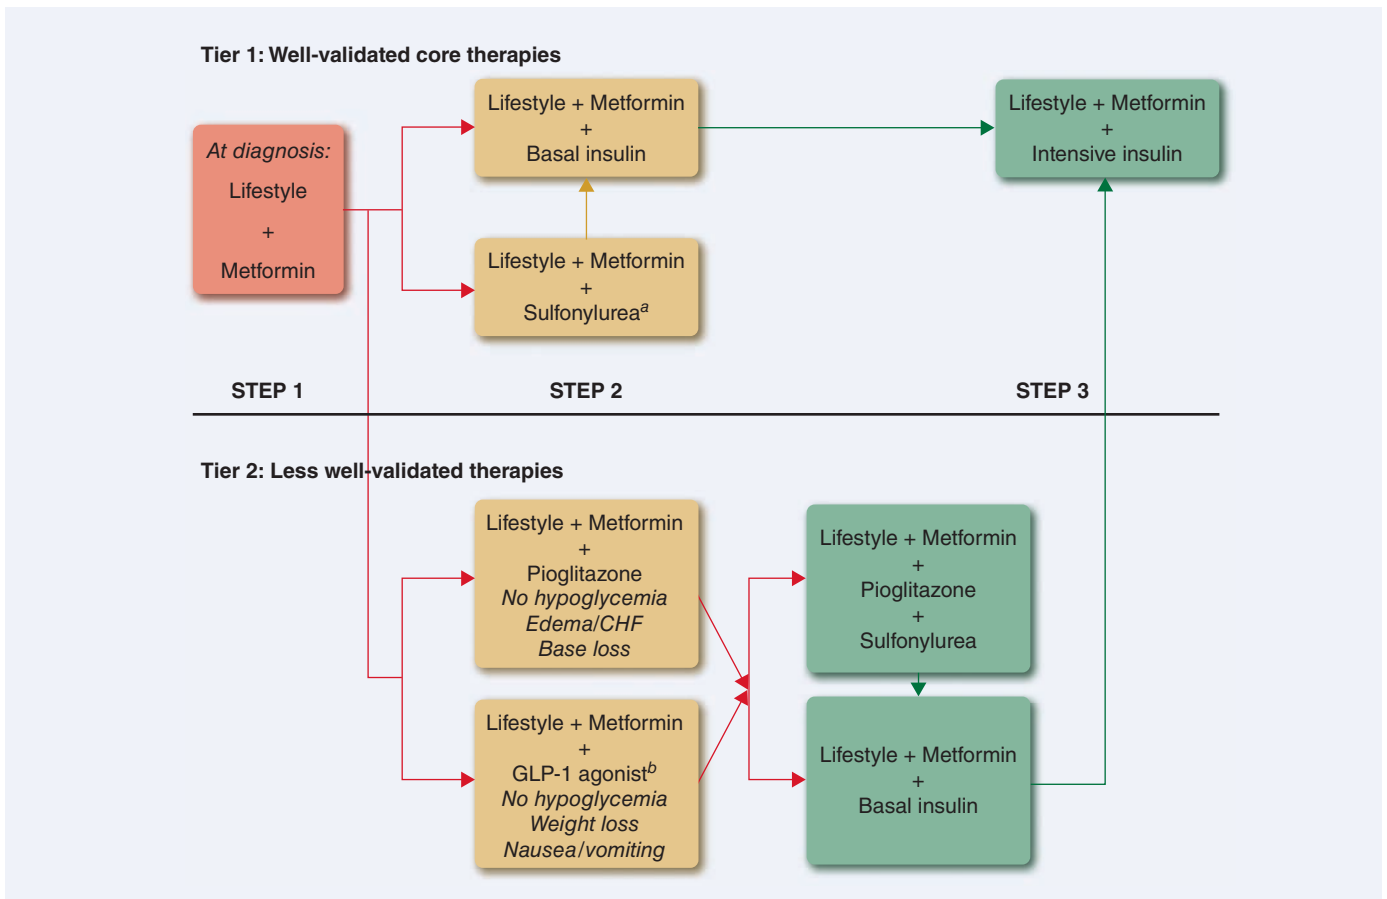 Tier 1: Well-validated core therapies
At diagnosis:
Lifestyle
+
Metformin
Lifestyle + Metformin
+
Basal insulin
Lifestyle + Metformin
+
Sulfonylureaᵃ
Lifestyle + Metformin
+
Intensive insulin
STEP 1
STEP 2
STEP 3
Tier 2: Less well-validated therapies
Lifestyle + Metformin
+
Pioglitazone
No hypoglycemia
Edema/CHF
Base loss
Lifestyle + Metformin
+
GLP-1 agonistᵇ
No hypoglycemia
Weight loss
Nausea/vomiting
Lifestyle + Metformin
+
Pioglitazone
+
Sulfonylurea
Lifestyle + Metformin
+
Basal insulin